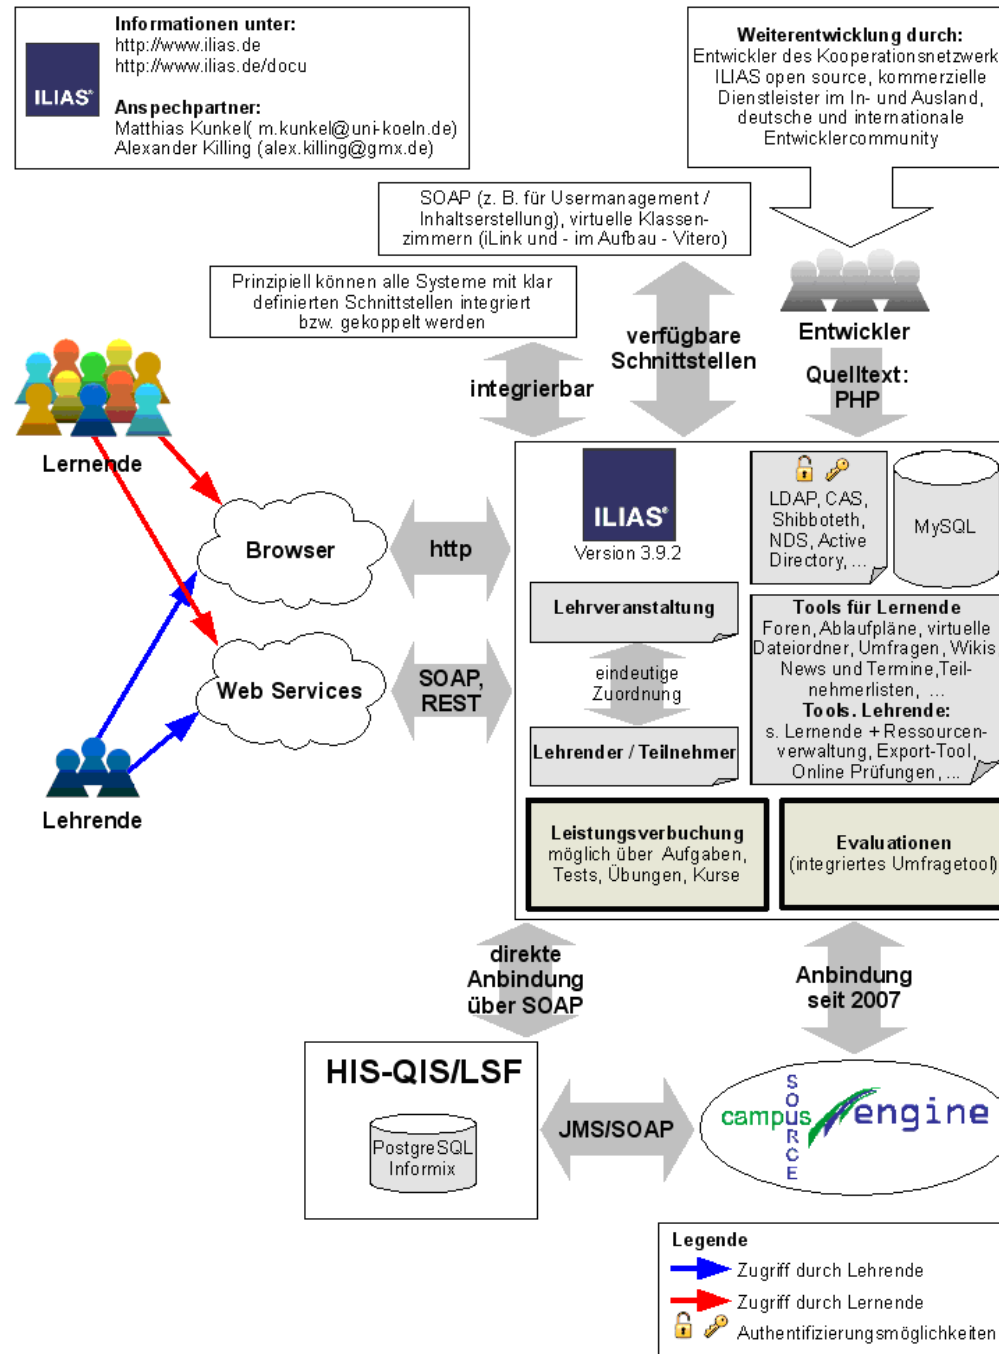 Informationen unter:
http://www.ilias.de
http://www.ilias.de/docu
ILIAS®
Anspechpartner:
Matthias Kunkel( m.kunkel@uni-koeln.de)
Alexander Killing (alex.killing@gmx.de)
Weiterentwicklung durch:
Entwickler des Kooperationsnetzwerk
ILIAS open source, kommerzielle
Dienstleister im In- und Ausland,
deutsche und internationale
Entwicklercommunity
SOAP (z. B. für Usermanagement /
Inhaltserstellung), virtuelle Klassen-
zimmern (iLink und - im Aufbau - Vitero)
Prinzipiell können alle Systeme mit klar
definierten Schnittstellen integriert
bzw. gekoppelt werden
Entwickler
verfügbare
Schnittstellen
integrierbar
Quelltext:
PHP
Lernende
Browser
http
Web Services
SOAP,
REST
Lehrende
ILIAS®
Version 3.9.2
LDAP, CAS,
Shibboteth,
NDS, Active
Directory, ...
MySQL
Lehrveranstaltung
eindeutige
Zuordnung
Lehrender / Teilnehmer
Tools für Lernende
Foren, Ablaufpläne, virtuelle
Dateiordner, Umfragen, Wikis
News und Termine,Teil-
nehmerlisten, ...
Tools. Lehrende:
s. Lernende + Ressourcen-
verwaltung, Export-Tool,
Online Prüfungen, ...
Leistungsverbuchung
möglich über Aufgaben,
Tests, Übungen, Kurse
Evaluationen
(integriertes Umfragetool)
direkte
Anbindung
über SOAP
Anbindung
seit 2007
HIS-QIS/LSF
PostgreSQL
Informix
JMS/SOAP
campus
SOURCE
engine
Legende
Zugriff durch Lehrende
Zugriff durch Lernende
Authentifizierungsmöglichkeiten